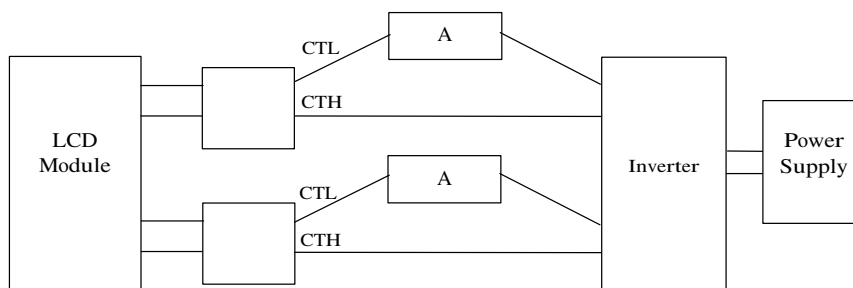 CTL
A
CTH
LCD
Module
Inverter
Power
Supply
CTL
A
CTH